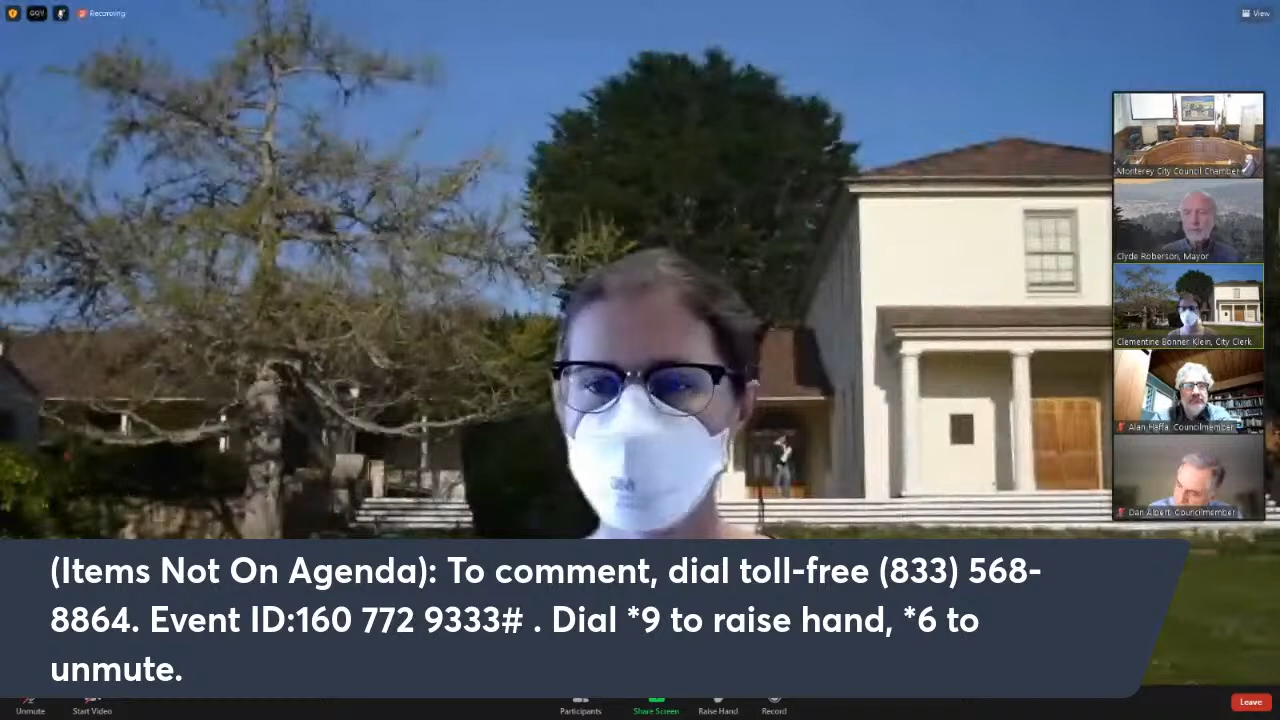 GOV
Recording
View
Monterey City Council Chamber
Clyde Roberson, Mayor
Clementine Bonner Klein, City Clerk
Alan Haffa, Councilmember
Dan Albert, Councilmember
(Items Not On Agenda): To comment, dial toll-free (833) 568-
8864. Event ID:160 772 9333# . Dial *9 to raise hand, *6 to
unmute.
Unmute
Start Video
Participants
Share Screen
Raise Hand
Record
Leave